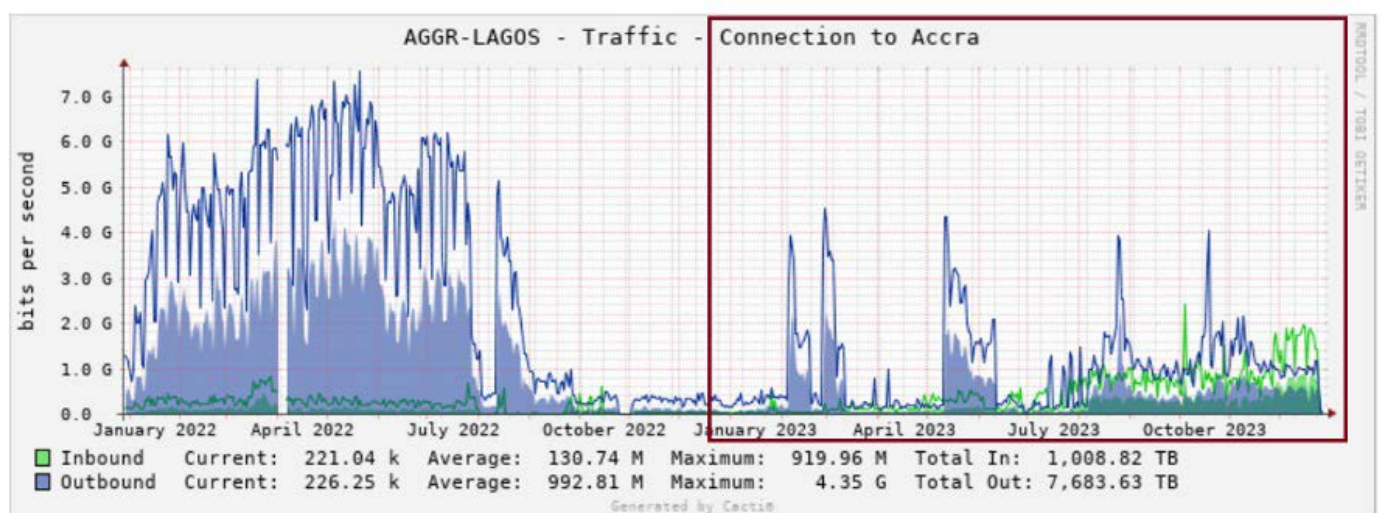 AGGR-LAGOS - Traffic - Connection to Accra
RRDTOOL / TOBI OETIKER
bits per second
7.0 G
6.0 G
5.0 G
4.0 G
3.0 G
2.0 G
1.0 G
0.0
January 2022 April 2022 July 2022 October 2022 January 2023 April 2023 July 2023 October 2023
Inbound Current: 221.04 k Average: 130.74 M Maximum: 919.96 M Total In: 1,008.82 TB
Outbound Current: 226.25 k Average: 992.81 M Maximum: 4.35 G Total Out: 7,683.63 TB
Generated by Cacti®